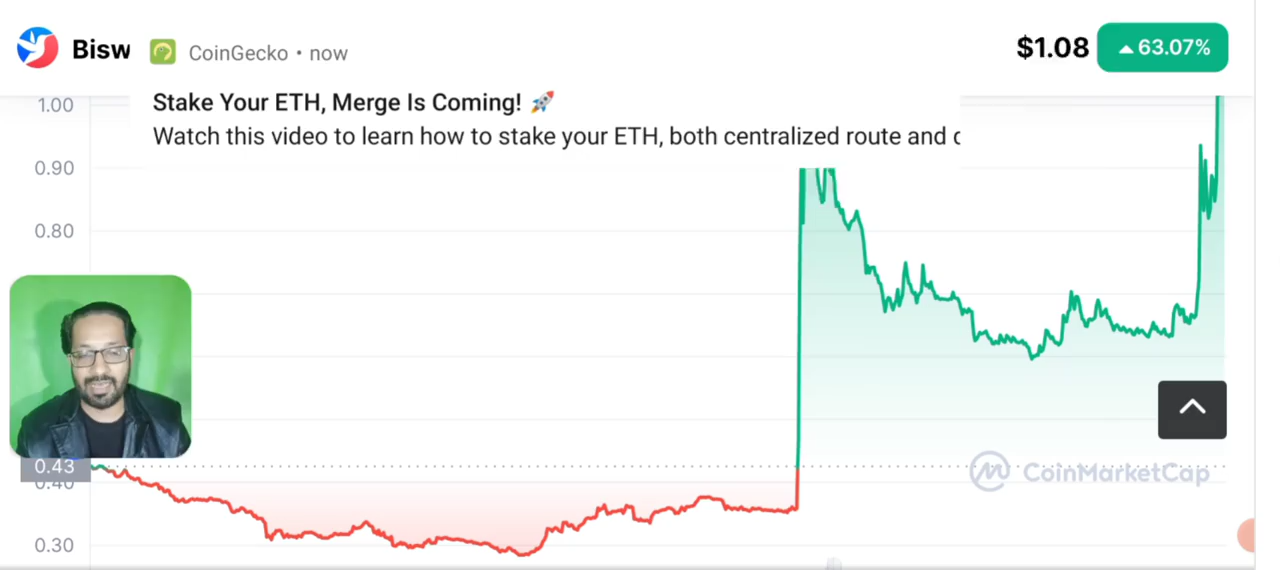 Bisw
CoinGecko • now
$1.08
63.07%
Stake Your ETH, Merge Is Coming! 🚀
Watch this video to learn how to stake your ETH, both centralized route and
1.00
0.90
0.80
0.43
0.40
0.30
CoinMarketCap